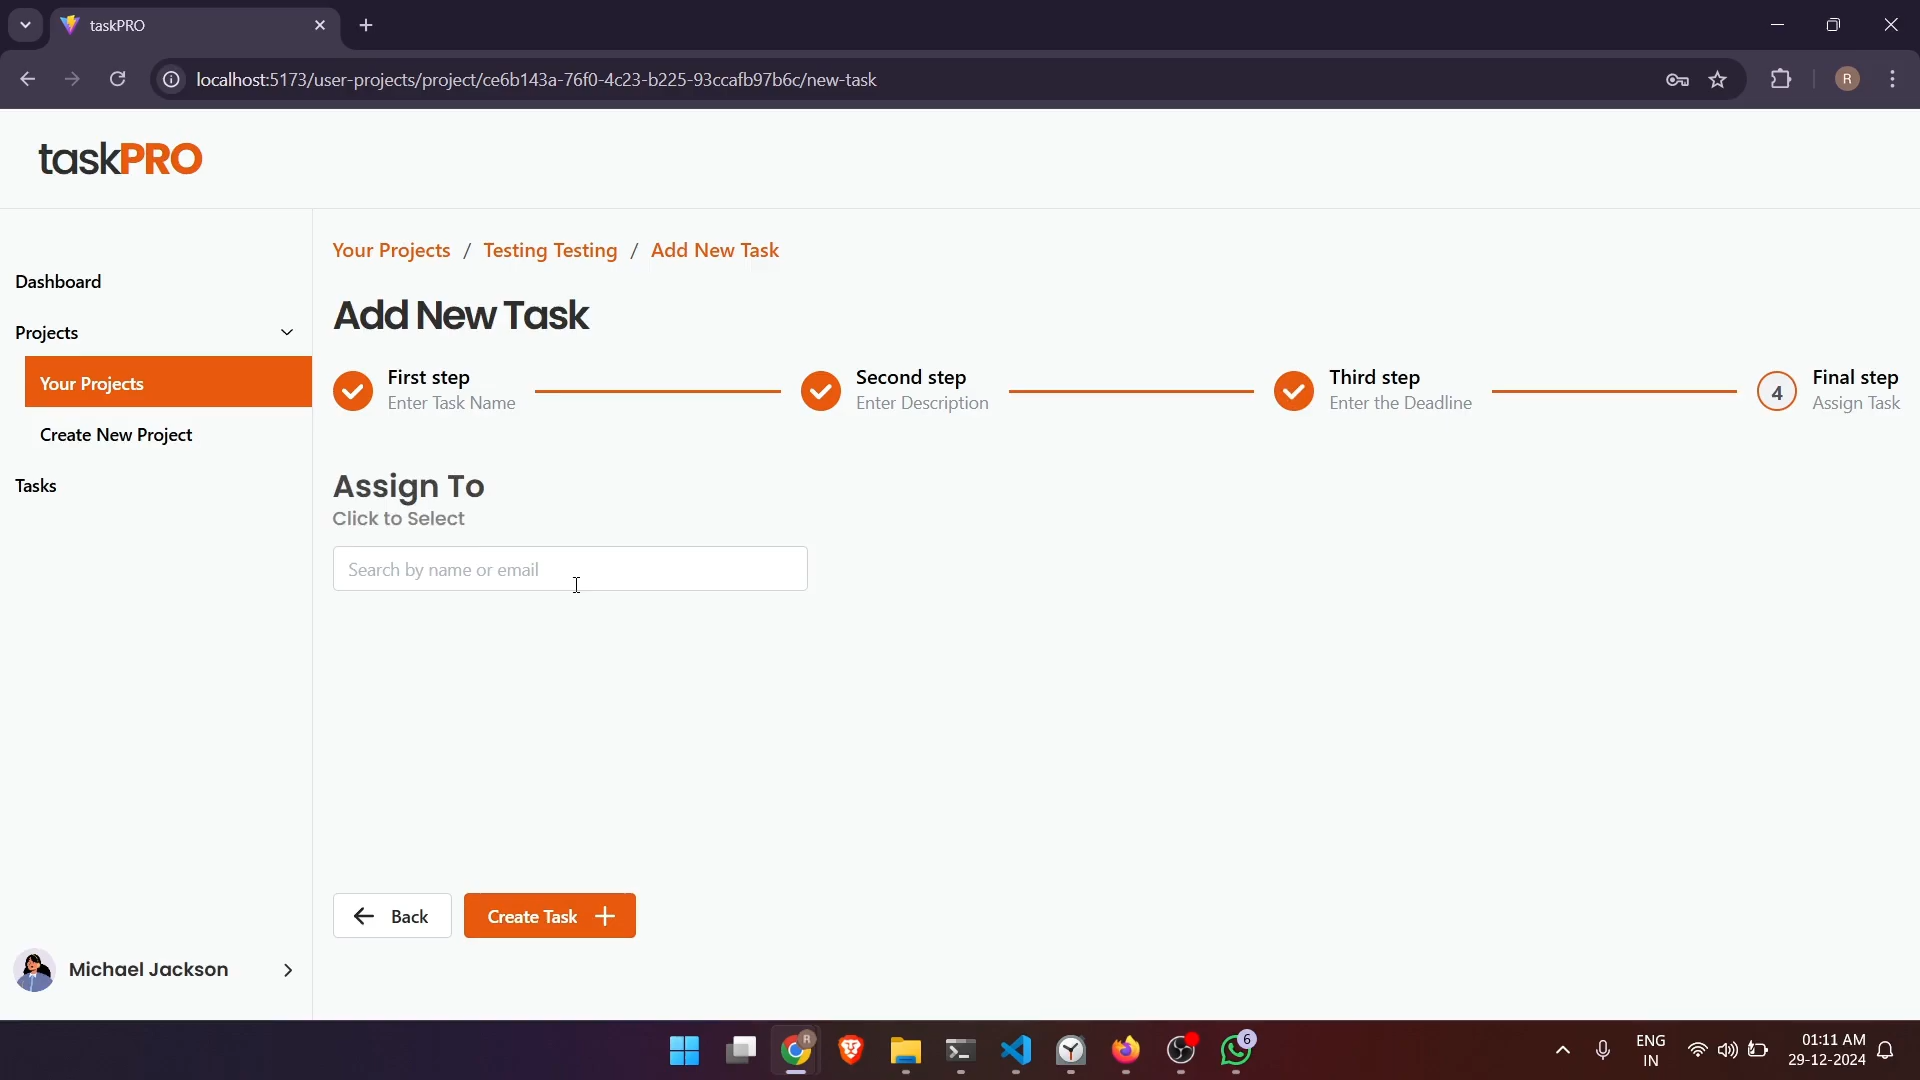 taskPRO
localhost:5173/user-projects/project/ce6b143a-76f0-4c23-b225-93ccafb97b6c/new-task
R
taskPRO
Your Projects / Testing Testing / Add New Task
Dashboard
Projects
Your Projects
Create New Project
Tasks
Add New Task
First step
Enter Task Name
Second step
Enter Description
Third step
Enter the Deadline
4
Final step
Assign Task
Assign To
Click to Select
Search by name or email
Back
Create Task
Michael Jackson
R
6
ENG
IN
01:11 AM
29-12-2024